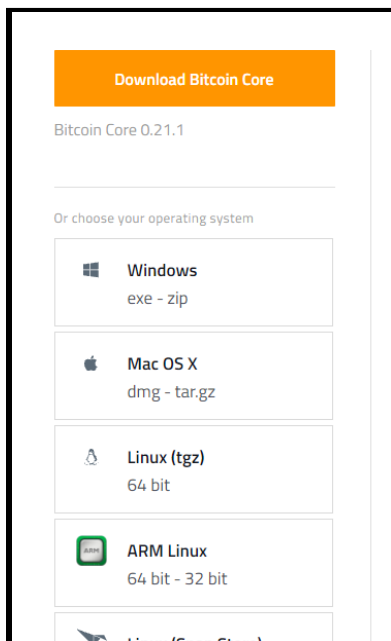 Download Bitcoin Core
Bitcoin Core 0.21.1
Or choose your operating system
Windows
exe - zip
Mac OS X
dmg - tar.gz
Linux (tgz)
64 bit
ARM
ARM Linux
64 bit - 32 bit